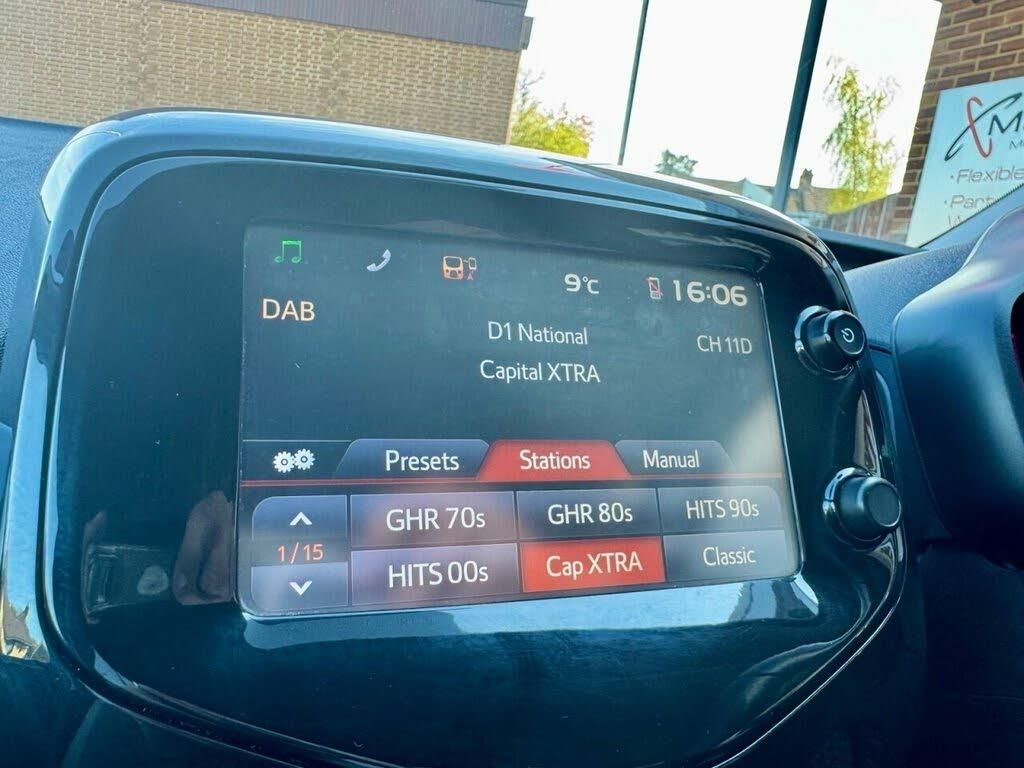 9°C 16:06
DAB
D1 National
CH 11D
Capital XTRA
Presets Stations Manual
GHR 70s GHR 80s HITS 90s
1/15
HITS 00s Cap XTRA Classic
·Flexible